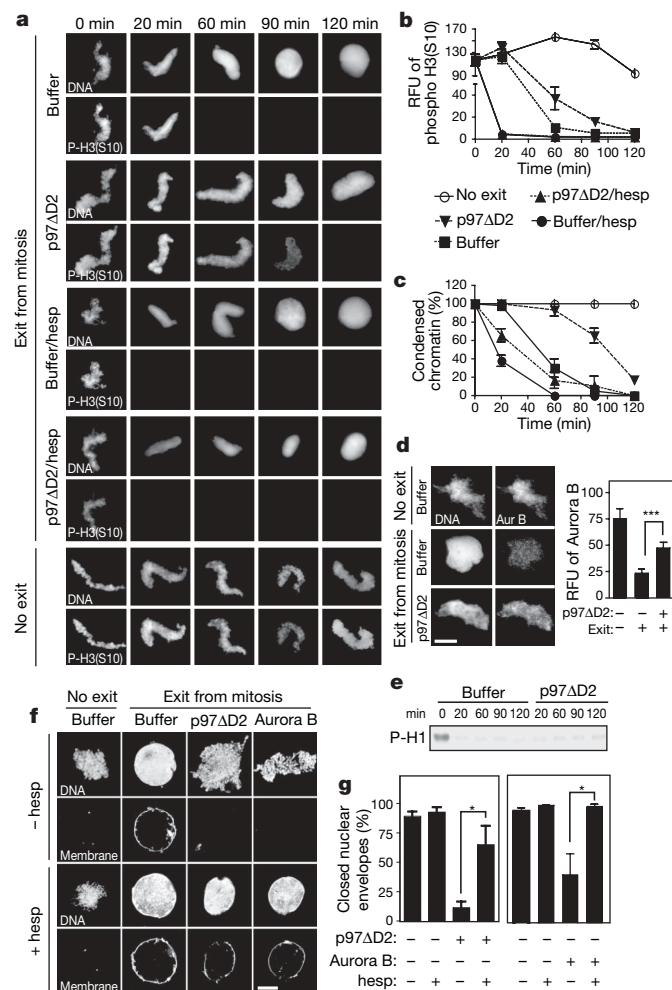 a
0 min 20 min 60 min 90 min 120 min
Exit from mitosis
Buffer
DNA
P-H3(S10)
p97ΔD2
DNA
P-H3(S10)
Buffer/hesp
DNA
P-H3(S10)
p97ΔD2/hesp
DNA
P-H3(S10)
No exit
DNA
P-H3(S10)
b
RFU of
phospho H3(S10)
170
130
90
40
20
0
0 20 40 60 80 100 120
Time (min)
No exit
p97ΔD2
Buffer
p97ΔD2/hesp
Buffer/hesp
c
Condensed
chromatin (%)
120
100
80
60
40
20
0
0 20 40 60 80 100 120
Time (min)
d
No exit
Buffer
DNA
Aur B
Exit from mitosis
Buffer
p97ΔD2
RFU of Aurora B
100
75
50
25
0
***
p97ΔD2: – – +
Exit: – + +
e
Buffer p97ΔD2
min 0 20 60 90 120 20 60 90 120
P-H1
f
No exit Exit from mitosis
Buffer Buffer p97ΔD2 Aurora B
– hesp
DNA
Membrane
+ hesp
DNA
Membrane
g
Closed nuclear
envelopes (%)
100
75
50
25
0
*
*
p97ΔD2: – – + + – – – –
Aurora B: – – – – – – + +
hesp: – + – + – + – +